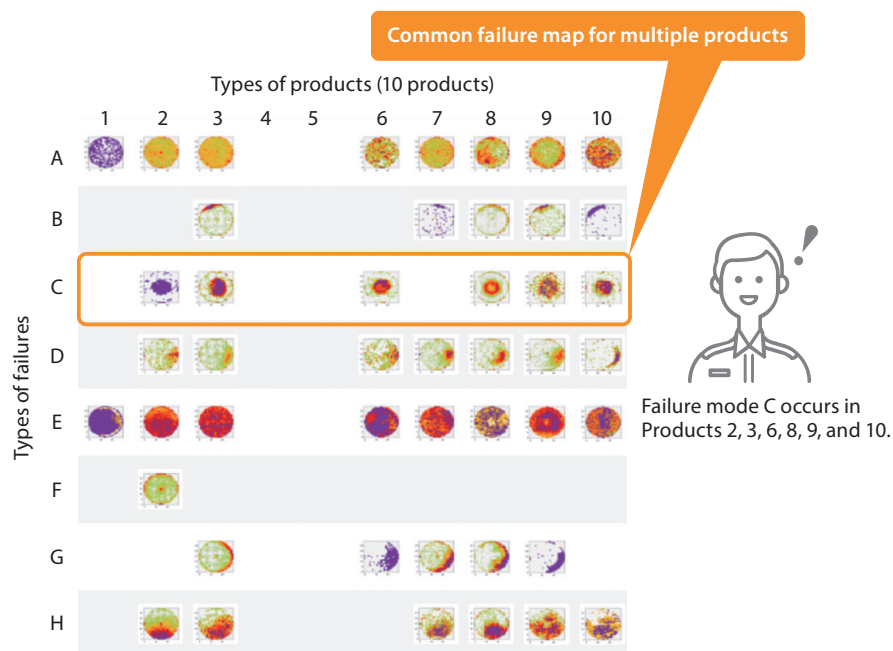 Common failure map for multiple products
Types of products (10 products)
1 2 3 4 5 6 7 8 9 10
Types of failures
A
B
C
D
E
F
G
H
Failure mode C occurs in
Products 2, 3, 6, 8, 9, and 10.